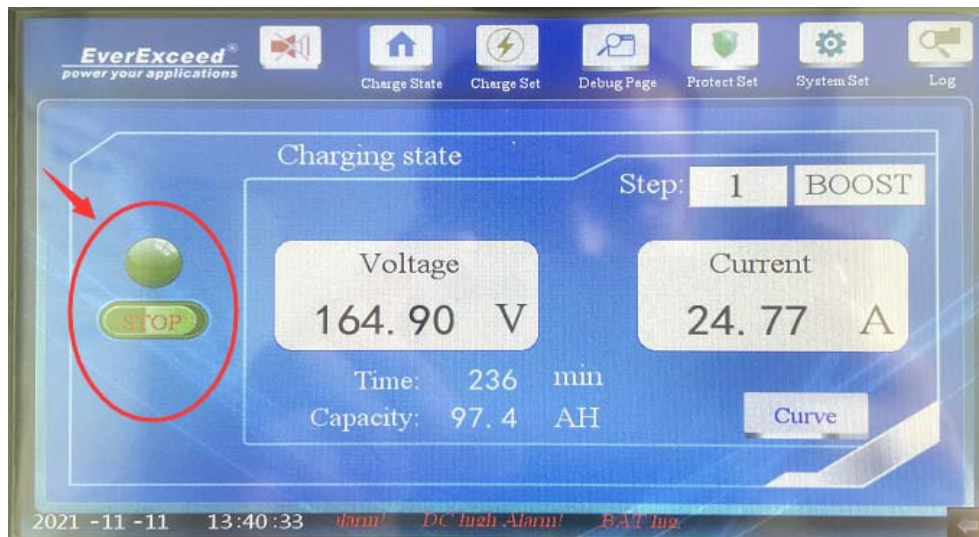 EverExceed®
power your applications
Charge State
Charge Set
Debug Page
Protect Set
System Set
Log
Charging state
Step: 1 BOOST
Voltage
164.90 V
Current
24.77 A
STOP
Time: 236 min
Capacity: 97.4 AH
Curve
2021-11-11 13:40:33 DC high Alarm! BAT